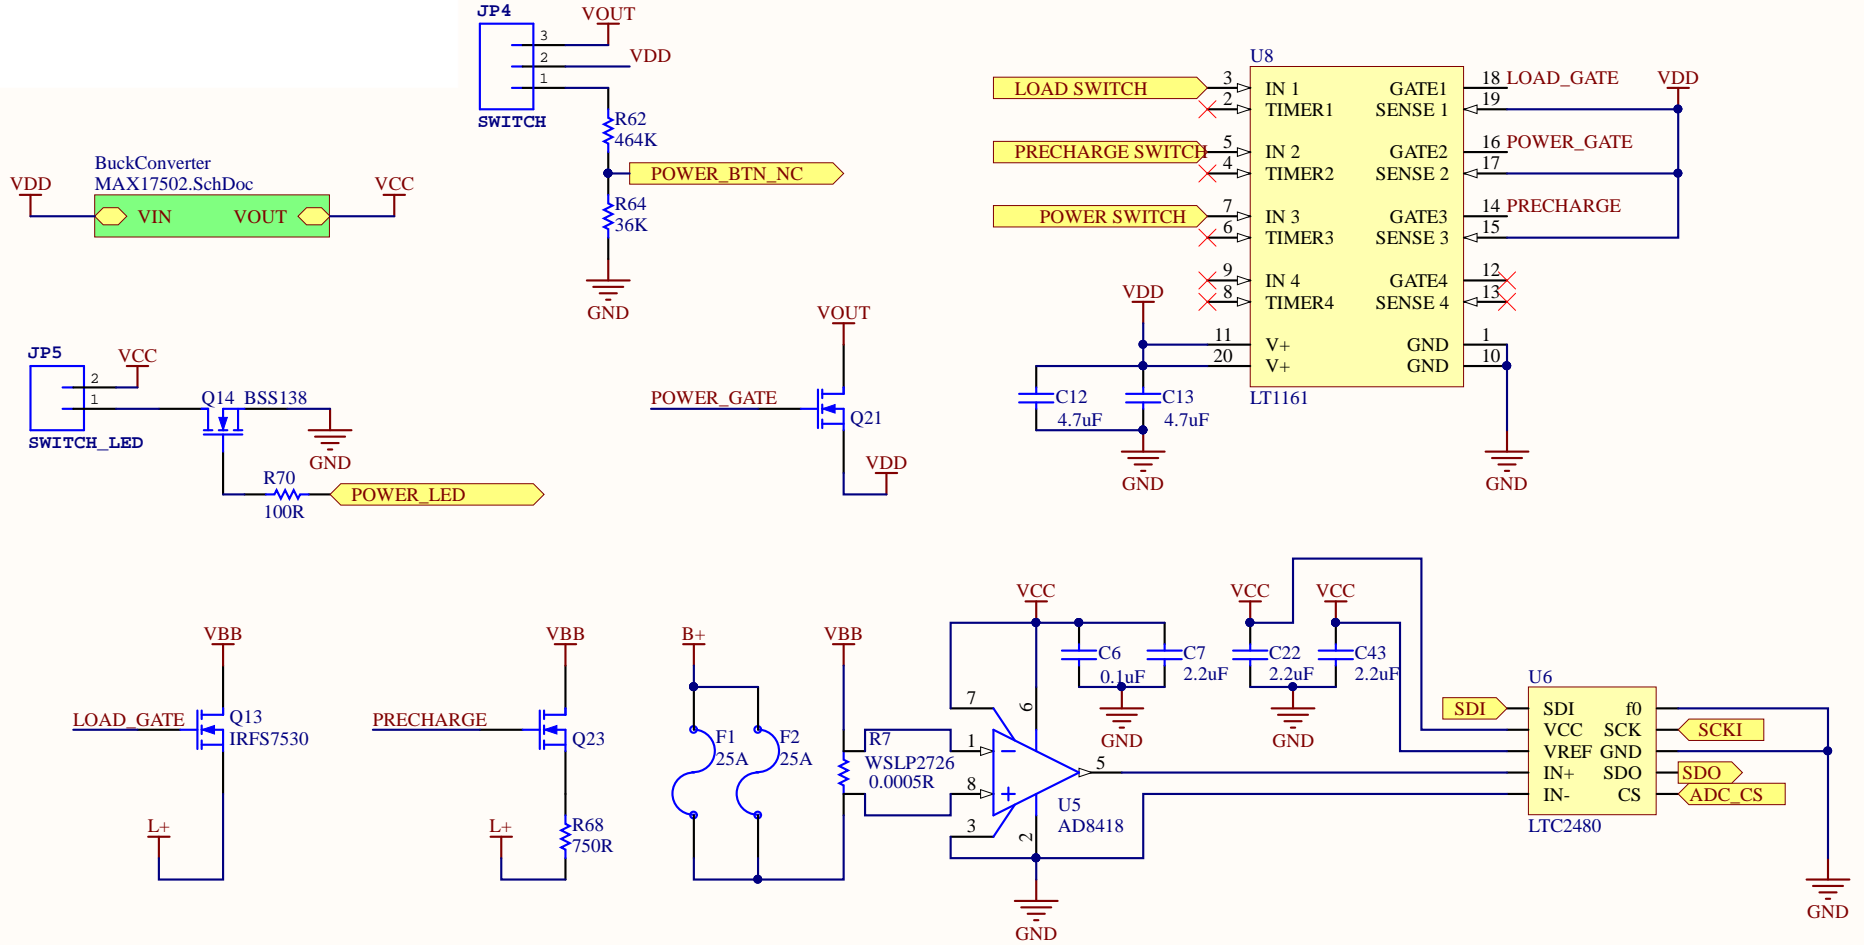 JP4
VOUT
3
2
VDD
1
SWITCH
R62
464K
POWER_BTN_NC
R64
36K
GND
BuckConverter
MAX17502.SchDoc
VDD
VIN
VOUT
VCC
U8
LOAD SWITCH
3
IN 1
GATE1
18
LOAD_GATE
VDD
2
TIMER1
SENSE 1
19
PRECHARGE SWITCH
5
IN 2
GATE2
16
POWER_GATE
4
TIMER2
SENSE 2
17
POWER SWITCH
7
IN 3
GATE3
14
PRECHARGE
6
TIMER3
SENSE 3
15
9
IN 4
GATE4
12
8
TIMER4
SENSE 4
13
VDD
11
V+
GND
1
20
V+
GND
10
LT1161
C12
4.7uF
C13
4.7uF
GND
GND
JP5
VCC
2
1
SWITCH_LED
Q14
BSS138
GND
R70
100R
POWER_LED
VOUT
POWER_GATE
Q21
VDD
VBB
LOAD_GATE
Q13
IRFS7530
L+
VBB
PRECHARGE
Q23
R68
750R
L+
B+
F1
25A
F2
25A
VBB
R7
WSLP2726
0.0005R
VCC
C6
0.1uF
C7
2.2uF
GND
7
6
1
8
3
2
5
U5
AD8418
GND
VCC
VCC
C22
2.2uF
C43
2.2uF
GND
U6
SDI
SDI
f0
VCC
SCK
SCKI
VREF
GND
IN+
SDO
SDO
IN-
CS
ADC_CS
LTC2480
GND